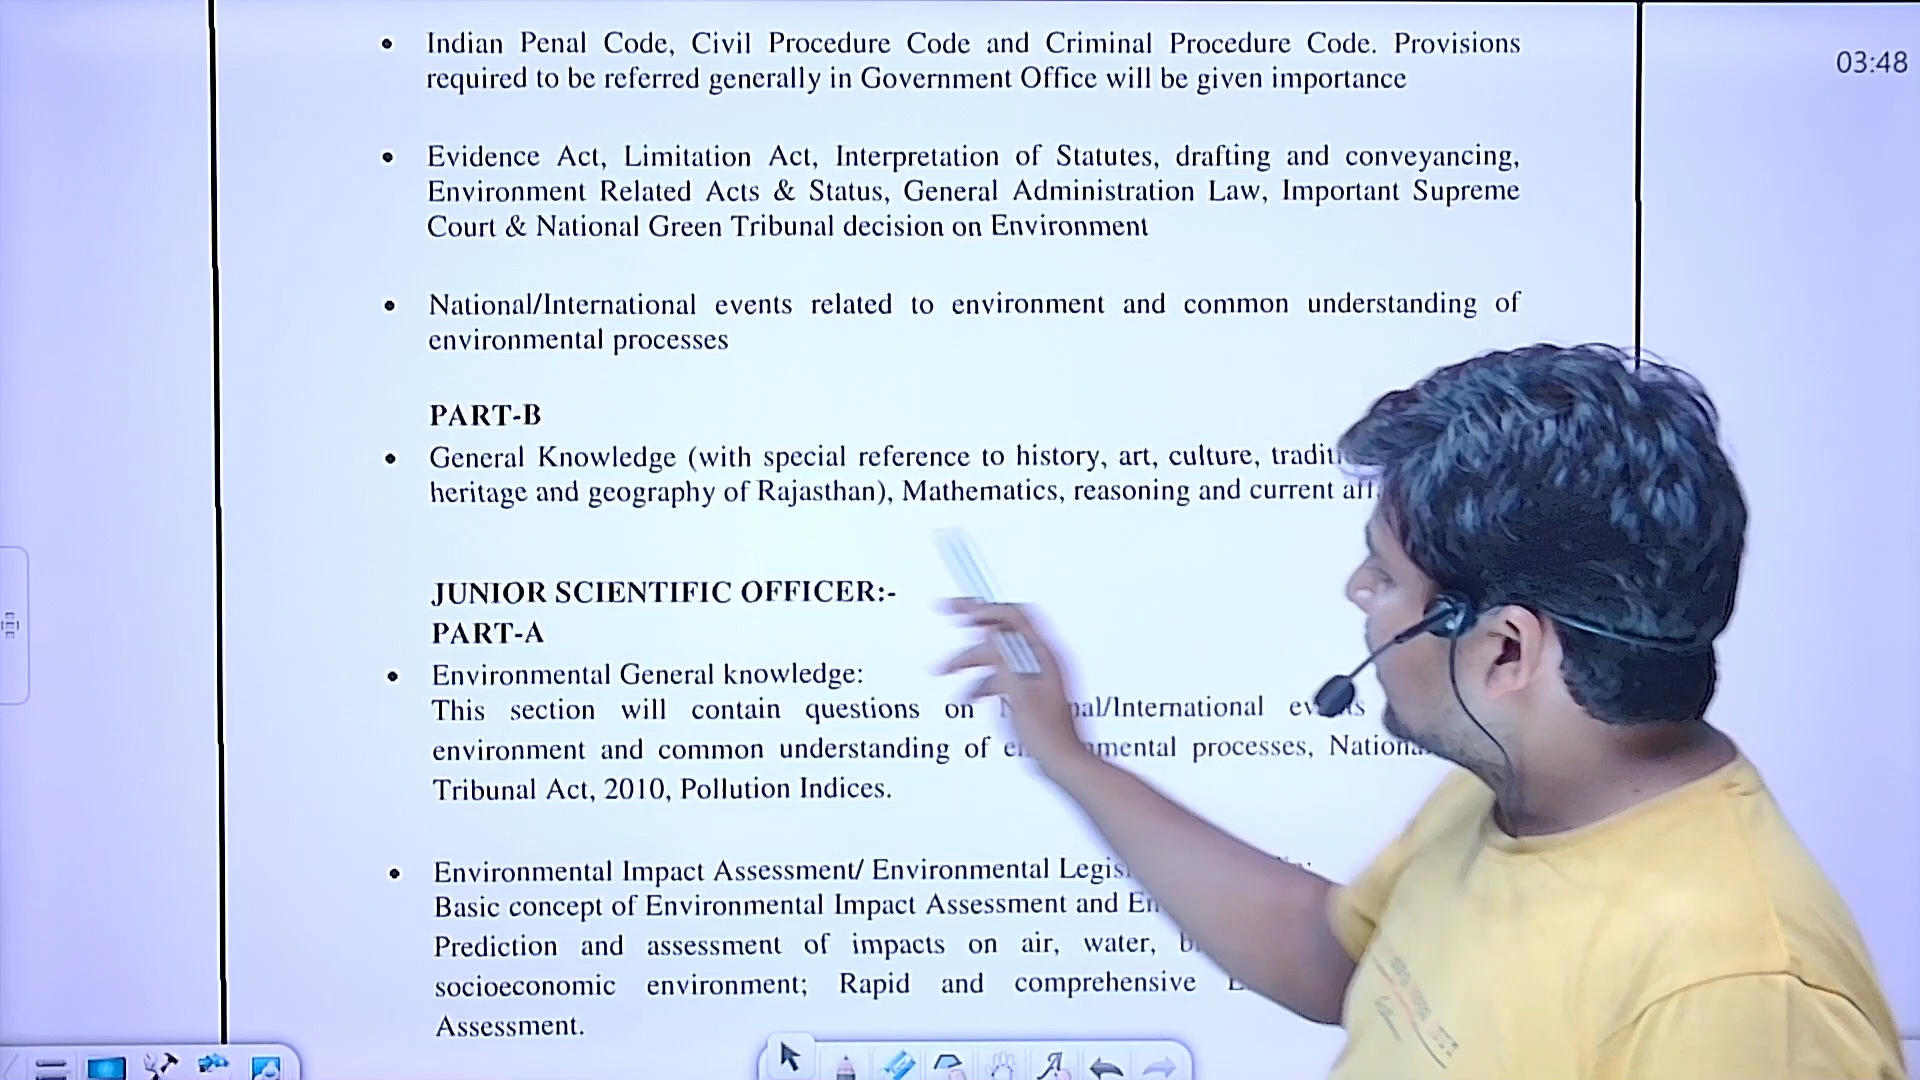 • Indian Penal Code, Civil Procedure Code and Criminal Procedure Code. Provisions
required to be referred generally in Government Office will be given importance
03:48
• Evidence Act, Limitation Act, Interpretation of Statutes, drafting and conveyancing,
Environment Related Acts & Status, General Administration Law, Important Supreme
Court & National Green Tribunal decision on Environment
• National/International events related to environment and common understanding of
environmental processes
PART-B
• General Knowledge (with special reference to history, art, culture,
heritage and geography of Rajasthan), Mathematics, reasoning and current
JUNIOR SCIENTIFIC OFFICER:-
PART-A
• Environmental General knowledge:
This section will contain questions on
environment and common understanding of processes,
Tribunal Act, 2010, Pollution Indices.
• Environmental Impact Assessment/ Environmental
Basic concept of Environmental Impact Assessment and
Prediction and assessment of impacts on air, water,
socioeconomic environment; Rapid and comprehensive
Assessment.